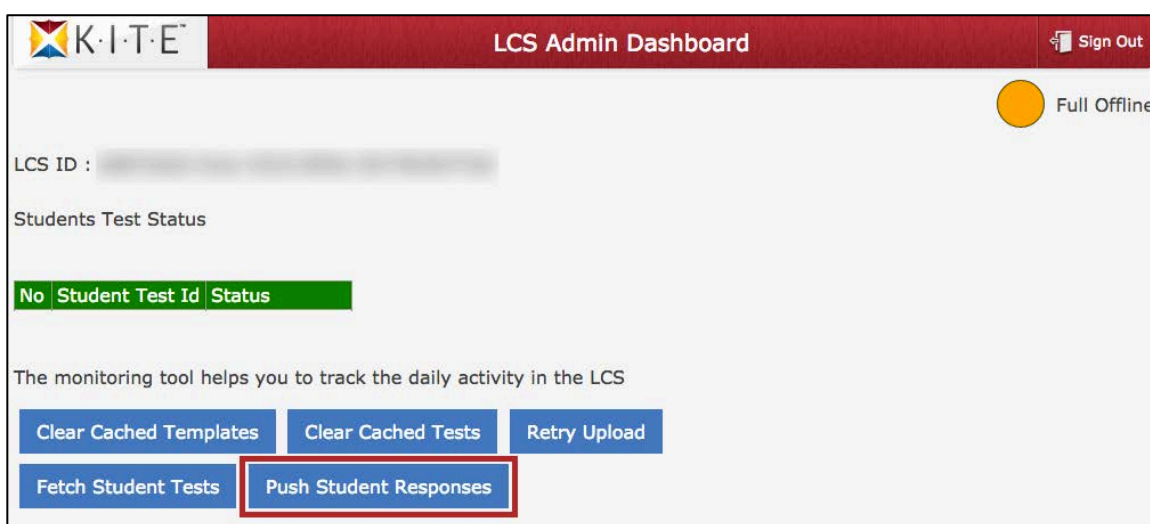 K·I·T·E™
LCS Admin Dashboard
Sign Out
Full Offline
LCS ID :
Students Test Status
No Student Test Id Status
The monitoring tool helps you to track the daily activity in the LCS
Clear Cached Templates Clear Cached Tests Retry Upload
Fetch Student Tests Push Student Responses